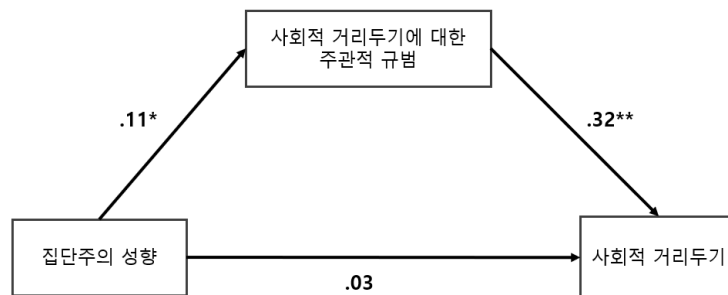 사회적 거리두기에 대한
주관적 규범
.11*
.32**
집단주의 성향
사회적 거리두기
.03